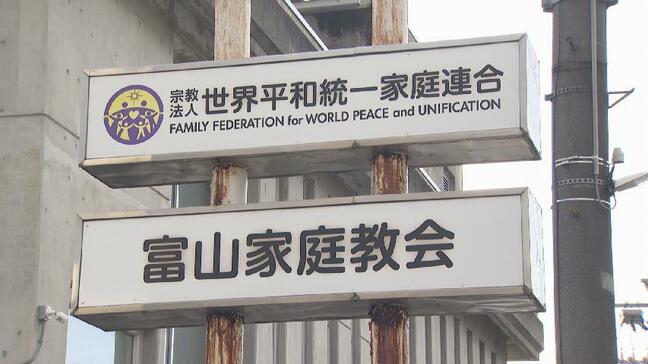 宗教法人 世界平和統一家庭連合
FAMILY FEDERATION for WORLD PEACE and UNIFICATION
富山家庭教会